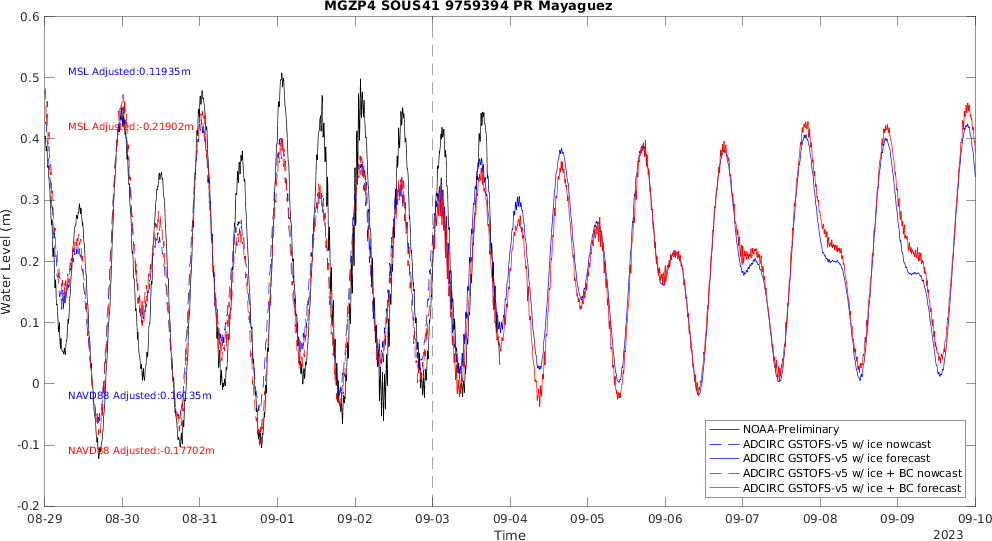 MGZP4 SOUS41 9759394 PR Mayaguez
0.6
0.5
0.4
0.3
0.2
0.1
0
-0.1
-0.2
Water Level (m)
MSL Adjusted:0.11935m
MSL Adjusted:-0.21902m
NAVD88 Adjusted:0.16135m
NAVD88 Adjusted:-0.17702m
NOAA-Preliminary
ADCIRC GSTOFS-v5 w/ ice nowcast
ADCIRC GSTOFS-v5 w/ ice forecast
ADCIRC GSTOFS-v5 w/ ice + BC nowcast
ADCIRC GSTOFS-v5 w/ ice + BC forecast
08-29 08-30 08-31 09-01 09-02 09-03 09-04 09-05 09-06 09-07 09-08 09-09 09-10
Time
2023